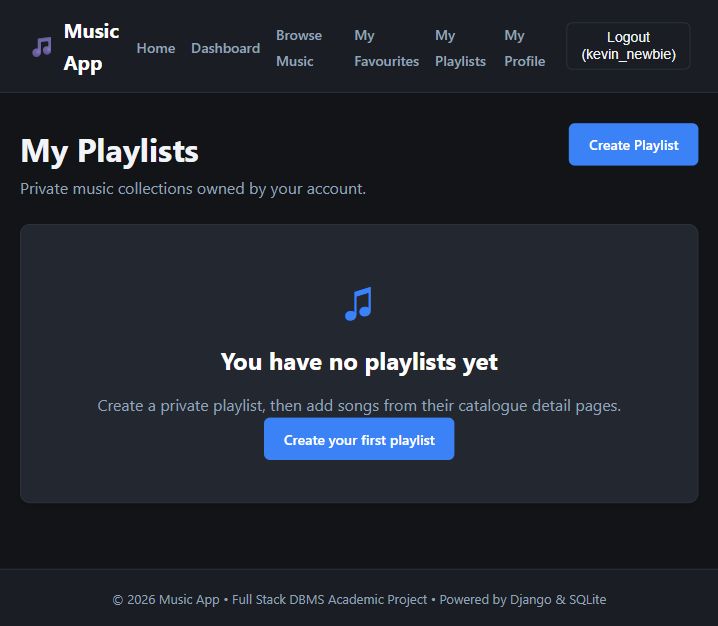 Music App
Home
Dashboard
Browse Music
My Favourites
My Playlists
My Profile
Logout (kevin_newbie)
My Playlists
Create Playlist
Private music collections owned by your account.
You have no playlists yet
Create a private playlist, then add songs from their catalogue detail pages.
Create your first playlist
© 2026 Music App • Full Stack DBMS Academic Project • Powered by Django & SQLite